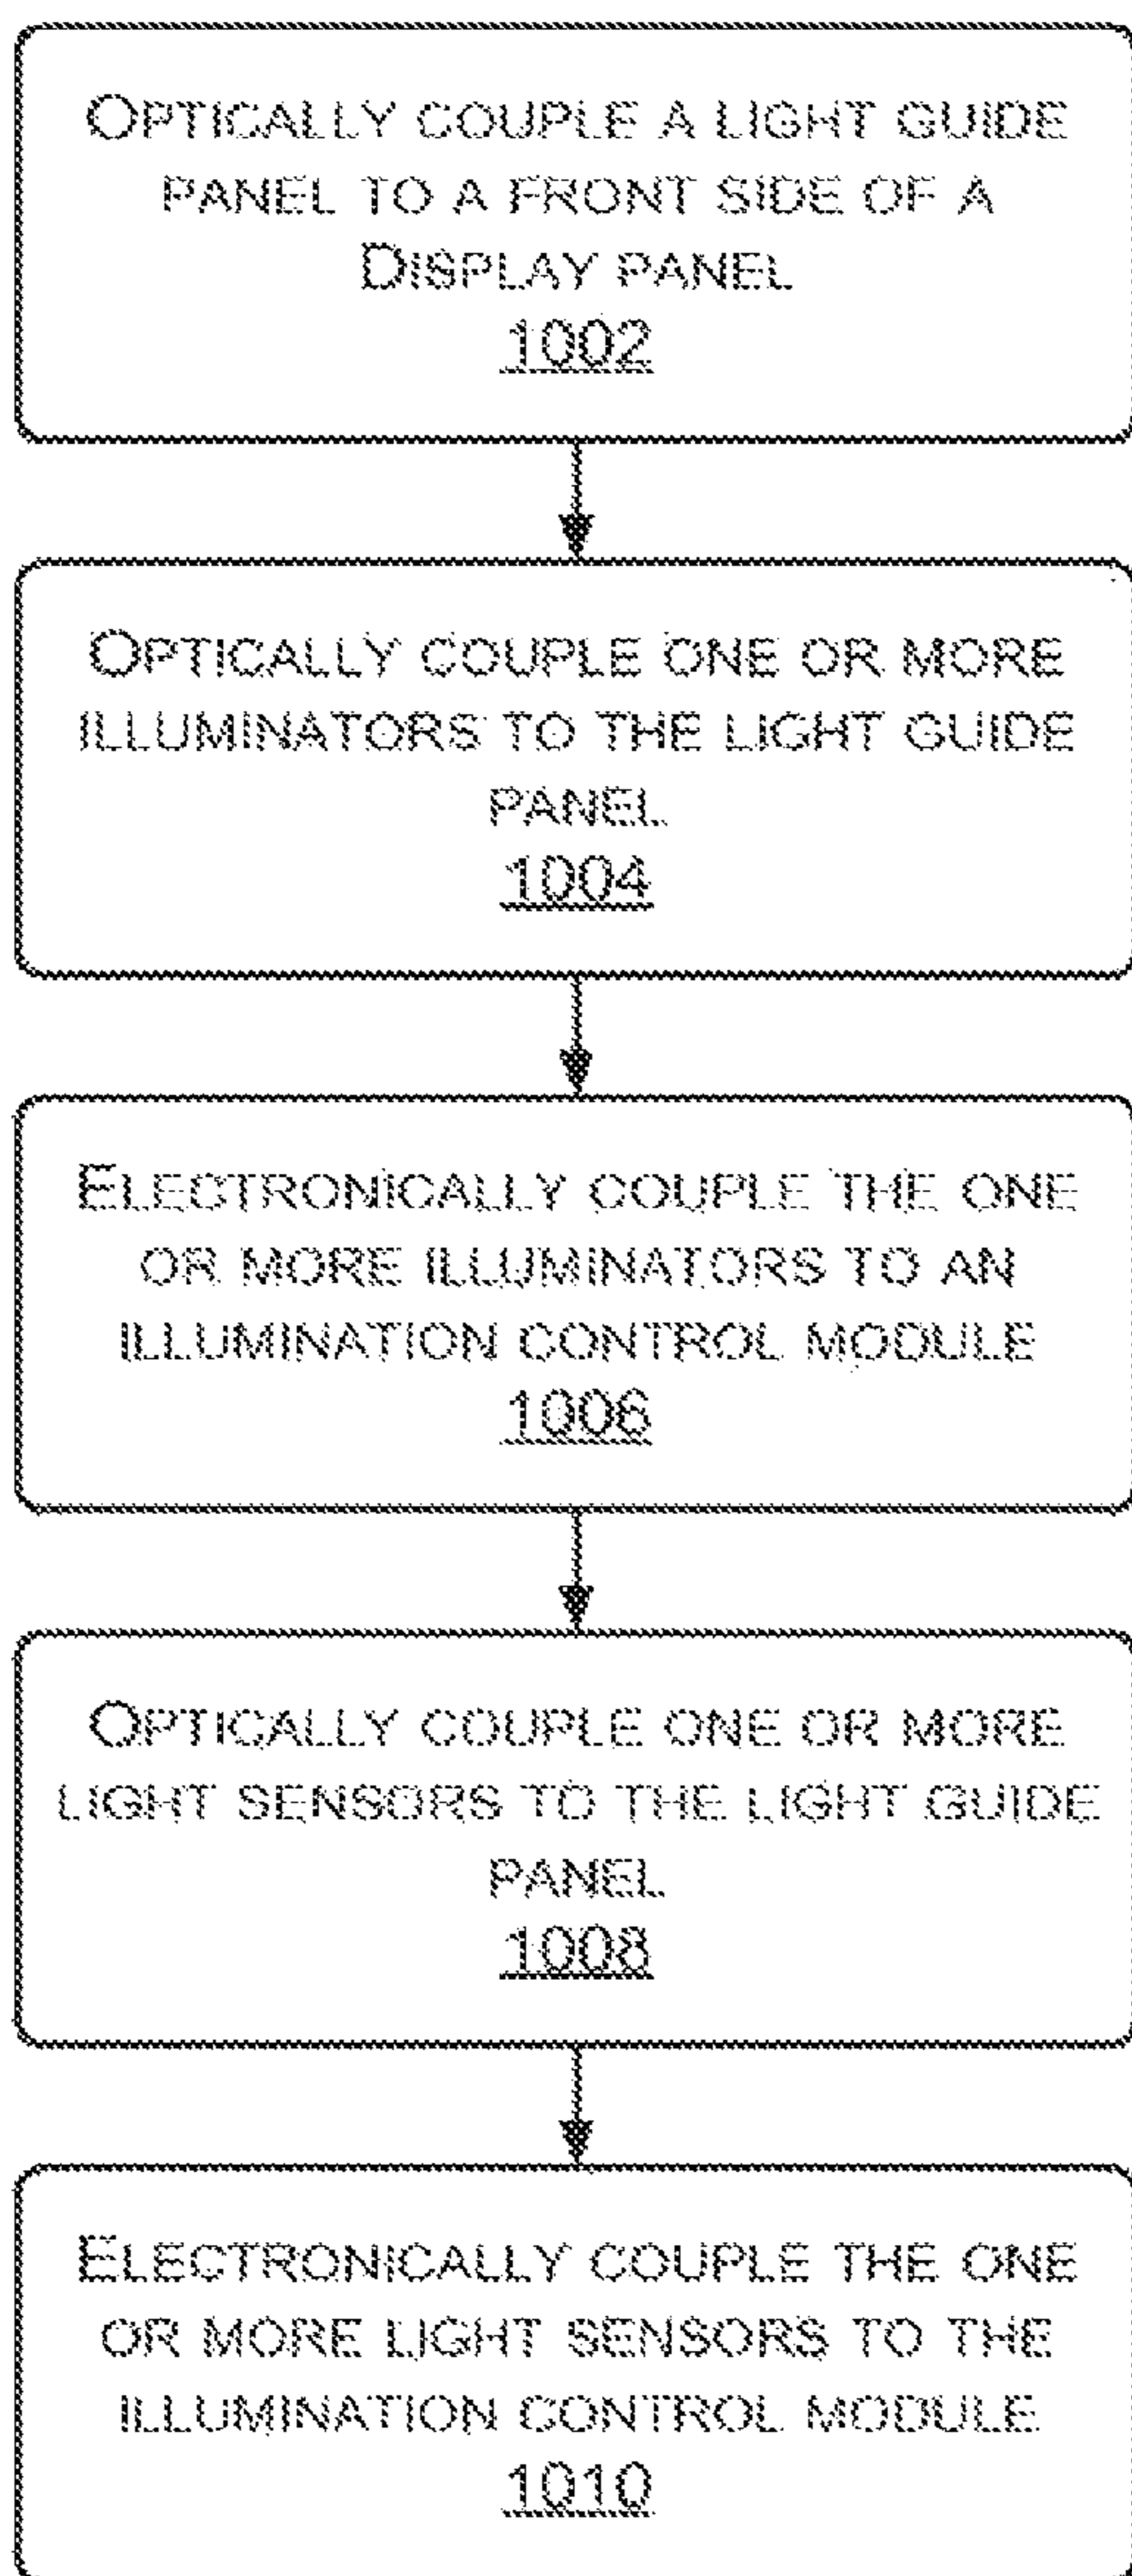 OPTICALLY COUPLE A LIGHT GUIDE
PANEL TO A FRONT SIDE OF A
DISPLAY PANEL
1002
OPTICALLY COUPLE ONE OR MORE
ILLUMINATORS TO THE LIGHT GUIDE
PANEL
1004
ELECTRONICALLY COUPLE THE ONE
OR MORE ILLUMINATORS TO AN
ILLUMINATION CONTROL MODULE
1006
OPTICALLY COUPLE ONE OR MORE
LIGHT SENSORS TO THE LIGHT GUIDE
PANEL
1008
ELECTRONICALLY COUPLE THE ONE
OR MORE LIGHT SENSORS TO THE
ILLUMINATION CONTROL MODULE
1010